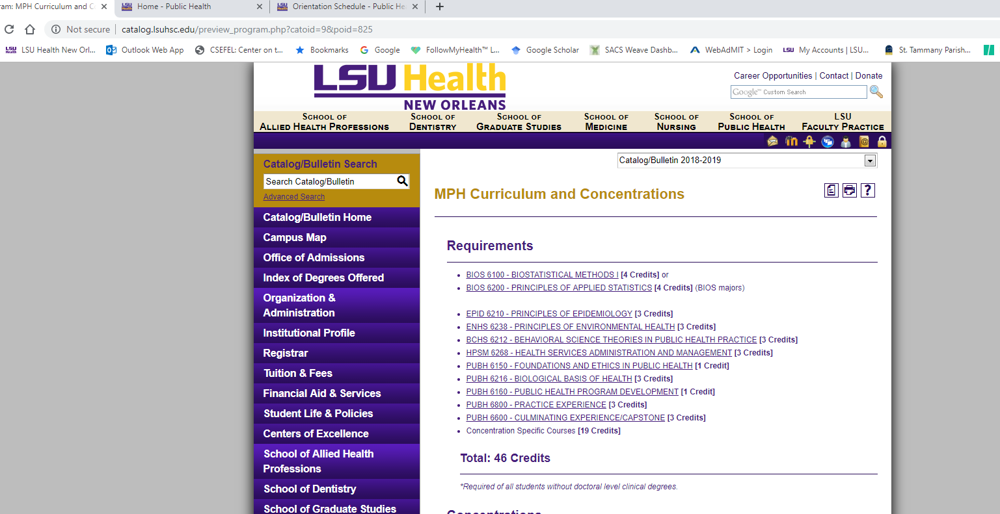 ram: MPH Curriculum and C
Home - Public Health
Orientation Schedule - Public He
Not secure
catalog.lsuhsc.edu/preview_program.php?catoid=9&poid=825
LSU Health New Orl...
Outlook Web App
CSEFEL: Center on t...
Bookmarks
Google
FollowMyHealth™ L...
Google Scholar
SACS Weave Dashb...
WebAdMIT > Login
LSU My Accounts | LSU...
St. Tammany Parish...
LSU Health
NEW ORLEANS
Career Opportunities | Contact | Donate
Google™ Custom Search
SCHOOL OF
ALLIED HEALTH PROFESSIONS
SCHOOL OF
DENTISTRY
SCHOOL OF
GRADUATE STUDIES
SCHOOL OF
MEDICINE
SCHOOL OF
NURSING
SCHOOL OF
PUBLIC HEALTH
LSU
FACULTY PRACTICE
Catalog/Bulletin Search
Search Catalog/Bulletin
Advanced Search
Catalog/Bulletin Home
Campus Map
Office of Admissions
Index of Degrees Offered
Organization &
Administration
Institutional Profile
Registrar
Tuition & Fees
Financial Aid & Services
Student Life & Policies
Centers of Excellence
School of Allied Health
Professions
School of Dentistry
School of Graduate Studies
Catalog/Bulletin 2018-2019
MPH Curriculum and Concentrations
?
Requirements
• BIOS 6100 - BIOSTATISTICAL METHODS I [4 Credits] or
• BIOS 6200 - PRINCIPLES OF APPLIED STATISTICS [4 Credits] (BIOS majors)
• EPID 6210 - PRINCIPLES OF EPIDEMIOLOGY [3 Credits]
• ENHS 6238 - PRINCIPLES OF ENVIRONMENTAL HEALTH [3 Credits]
• BCHS 6212 - BEHAVIORAL SCIENCE THEORIES IN PUBLIC HEALTH PRACTICE [3 Credits]
• HPSM 6268 - HEALTH SERVICES ADMINISTRATION AND MANAGEMENT [3 Credits]
• PUBH 6150 - FOUNDATIONS AND ETHICS IN PUBLIC HEALTH [1 Credit]
• PUBH 6216 - BIOLOGICAL BASIS OF HEALTH [3 Credits]
• PUBH 6160 - PUBLIC HEALTH PROGRAM DEVELOPMENT [1 Credit]
• PUBH 6800 - PRACTICE EXPERIENCE [3 Credits]
• PUBH 6600 - CULMINATING EXPERIENCE/CAPSTONE [3 Credits]
• Concentration Specific Courses [19 Credits]
Total: 46 Credits
*Required of all students without doctoral level clinical degrees.
Concentrations